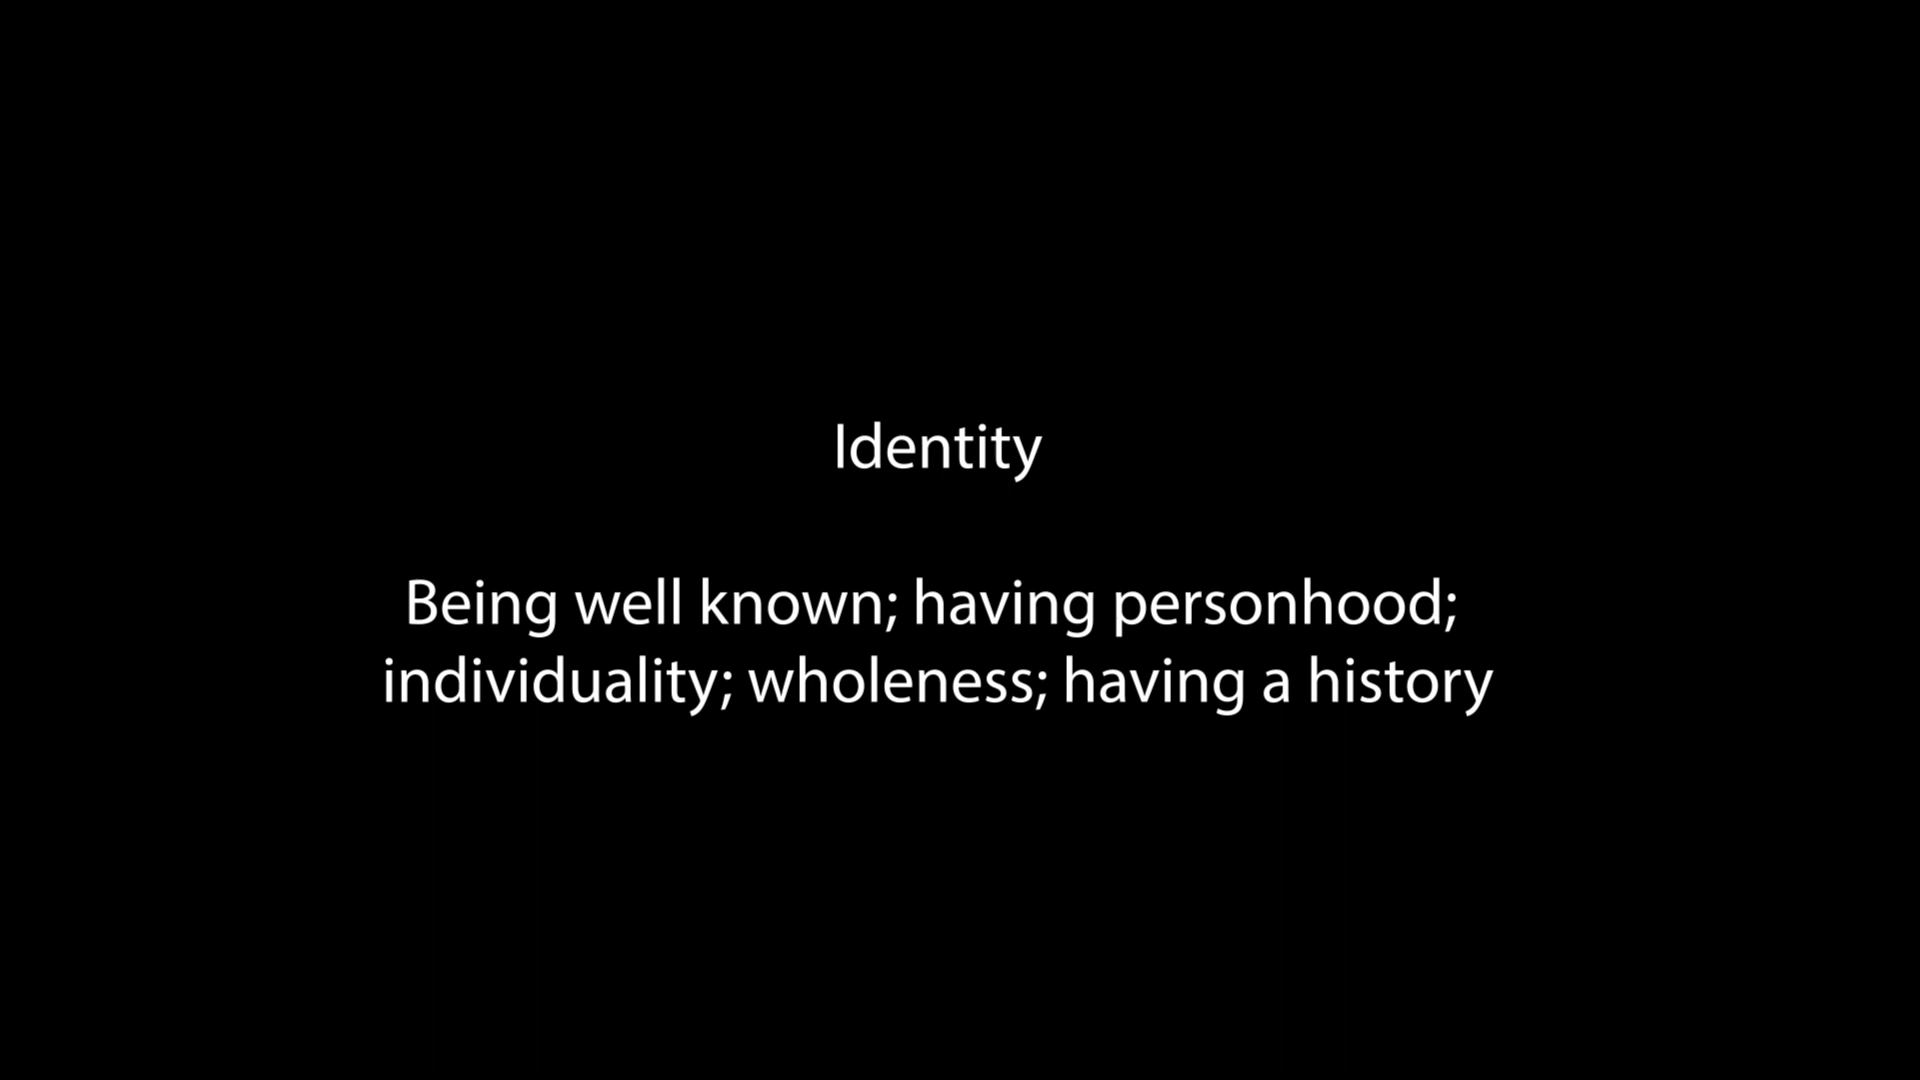 Identity
Being well known; having personhood;
individuality; wholeness; having a history